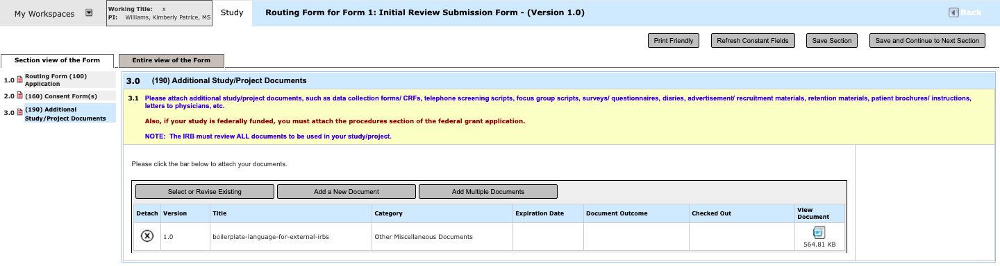 My Workspaces
Working Title: x
PI: Williams, Kimberly Patrice, MS
Study
Routing Form for Form 1: Initial Review Submission Form - (Version 1.0)
Back
Print Friendly
Refresh Constant Fields
Save Section
Save and Continue to Next Section
Section view of the Form
Entire view of the Form
1.0 Routing Form (100)
Application
2.0 (160) Consent Form(s)
3.0 (190) Additional
Study/Project Documents
3.0 (190) Additional Study/Project Documents
3.1 Please attach additional study/project documents, such as data collection forms/ CRFs, telephone screening scripts, focus group scripts, surveys/ questionnaires, diaries, advertisement/ recruitment materials, retention materials, patient brochures/ instructions,
letters to physicians, etc.
Also, if your study is federally funded, you must attach the procedures section of the federal grant application.
NOTE: The IRB must review ALL documents to be used in your study/project.
Please click the bar below to attach your documents.
Select or Revise Existing
Add a New Document
Add Multiple Documents
Detach Version Title Category Expiration Date Document Outcome Checked Out View
Document
1.0 boilerplate-language-for-external-irbs Other Miscellaneous Documents
564.81 KB